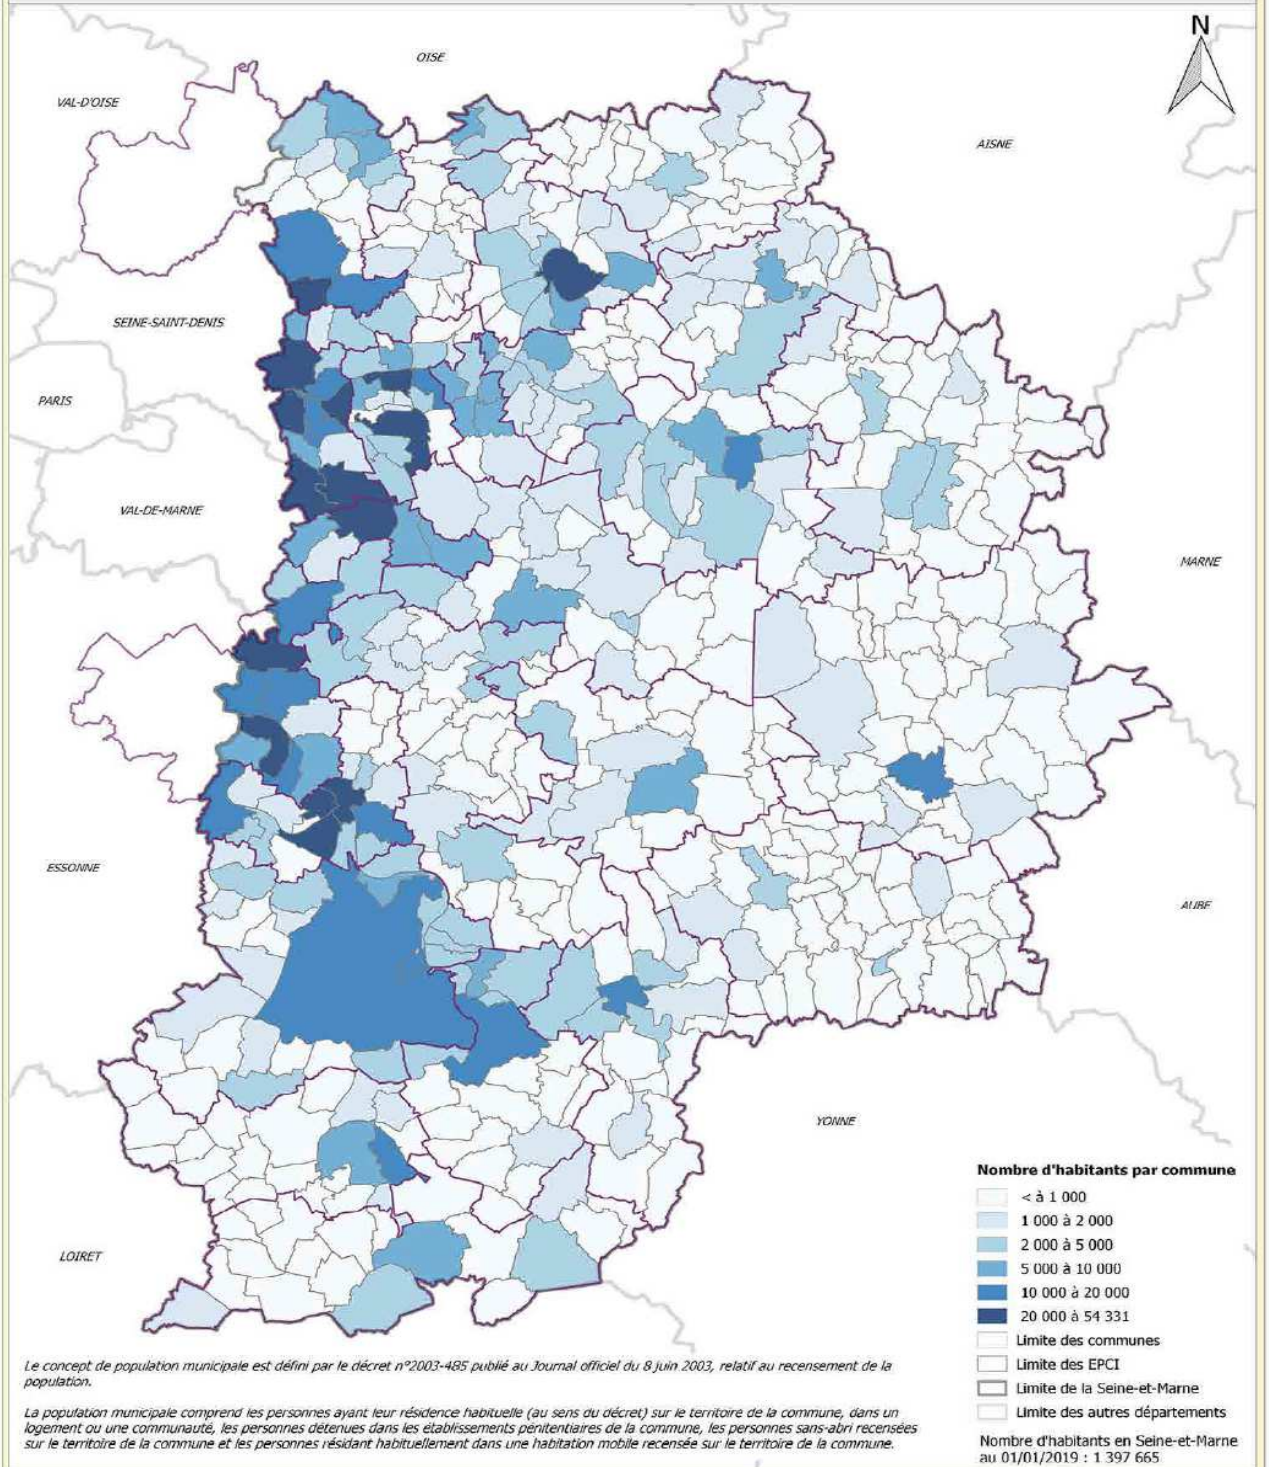 N
OISE
VAL-D'OISE
AISNE
SEINE-SAINT-DENIS
PARIS
VAL-DE-MARNE
MARNE
ESSONNE
AUBE
YONNE
LOIRET
Nombre d'habitants par commune
< à 1 000
1 000 à 2 000
2 000 à 5 000
5 000 à 10 000
10 000 à 20 000
20 000 à 54 331
Limite des communes
Limite des EPCI
Limite de la Seine-et-Marne
Limite des autres départements
Nombre d'habitants en Seine-et-Marne
au 01/01/2019 : 1 397 665
Le concept de population municipale est défini par le décret n°2003-485 publié au Journal officiel du 8 juin 2003, relatif au recensement de la
population.
La population municipale comprend les personnes ayant leur résidence habituelle (au sens du décret) sur le territoire de la commune, dans un
logement ou une communauté, les personnes détenues dans les établissements pénitentiaires de la commune, les personnes sans-abri recensées
sur le territoire de la commune et les personnes résidant habituellement dans une habitation mobile recensée sur le territoire de la commune.